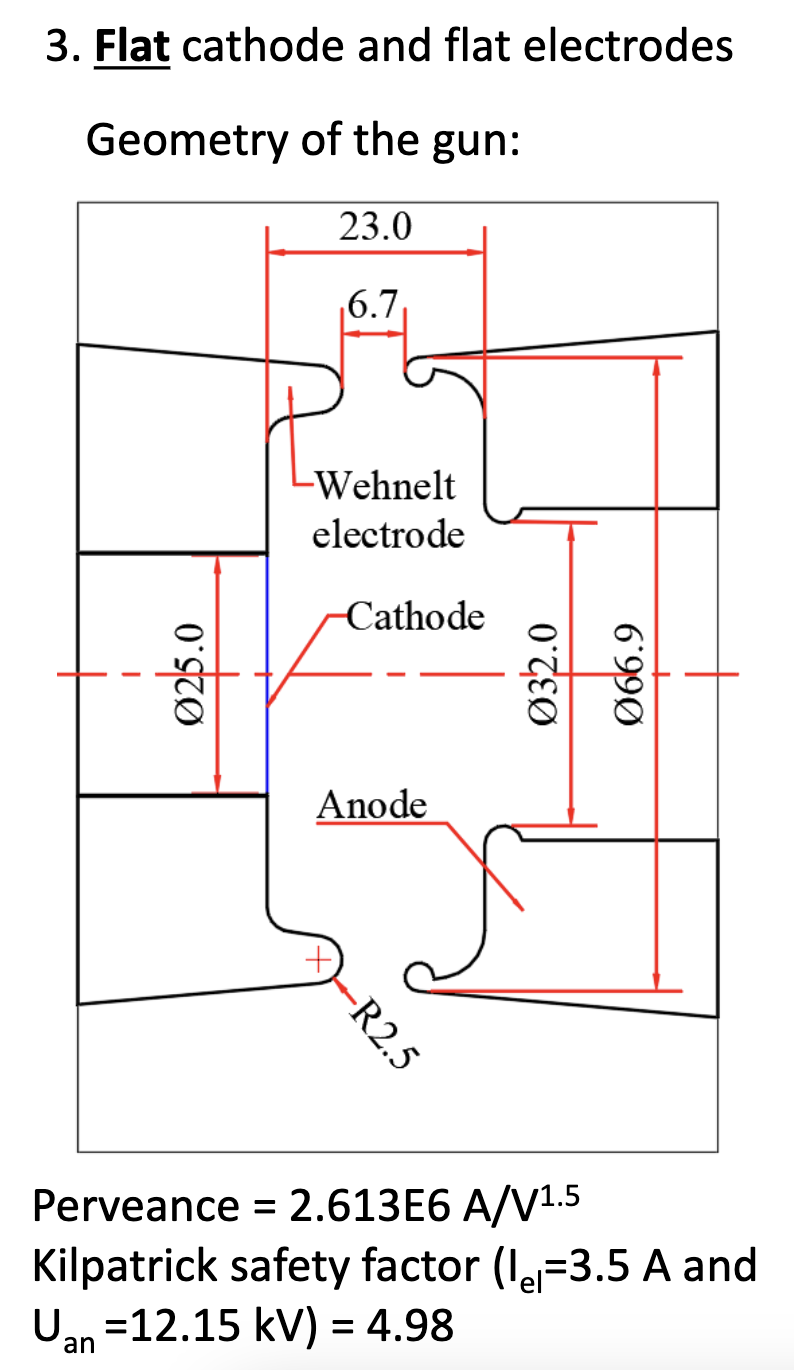 3. Flat cathode and flat electrodes
Geometry of the gun:
23.0
6.7
Wehnelt
electrode
Cathode
Ø25.0
Ø32.0
Ø66.9
Anode
R2.5
Perveance = 2.613E6 A/V1.5
Kilpatrick safety factor (Iel=3.5 A and
Uan =12.15 kV) = 4.98